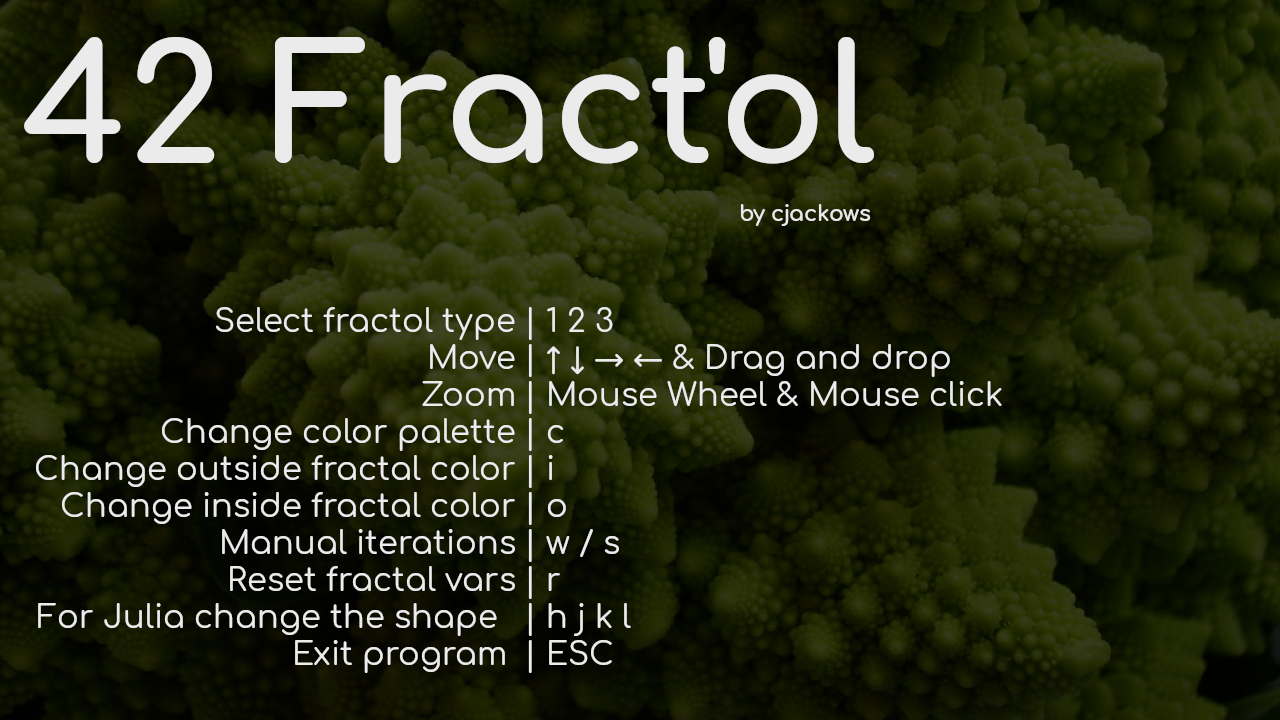 42 Fract'ol
by cjackows
Select fractol type | 1 2 3
Move | ↑ ↓ → ← & Drag and drop
Zoom | Mouse Wheel & Mouse click
Change color palette | c
Change outside fractal color | i
Change inside fractal color | o
Manual iterations | w / s
Reset fractal vars | r
For Julia change the shape | h j k l
Exit program | ESC